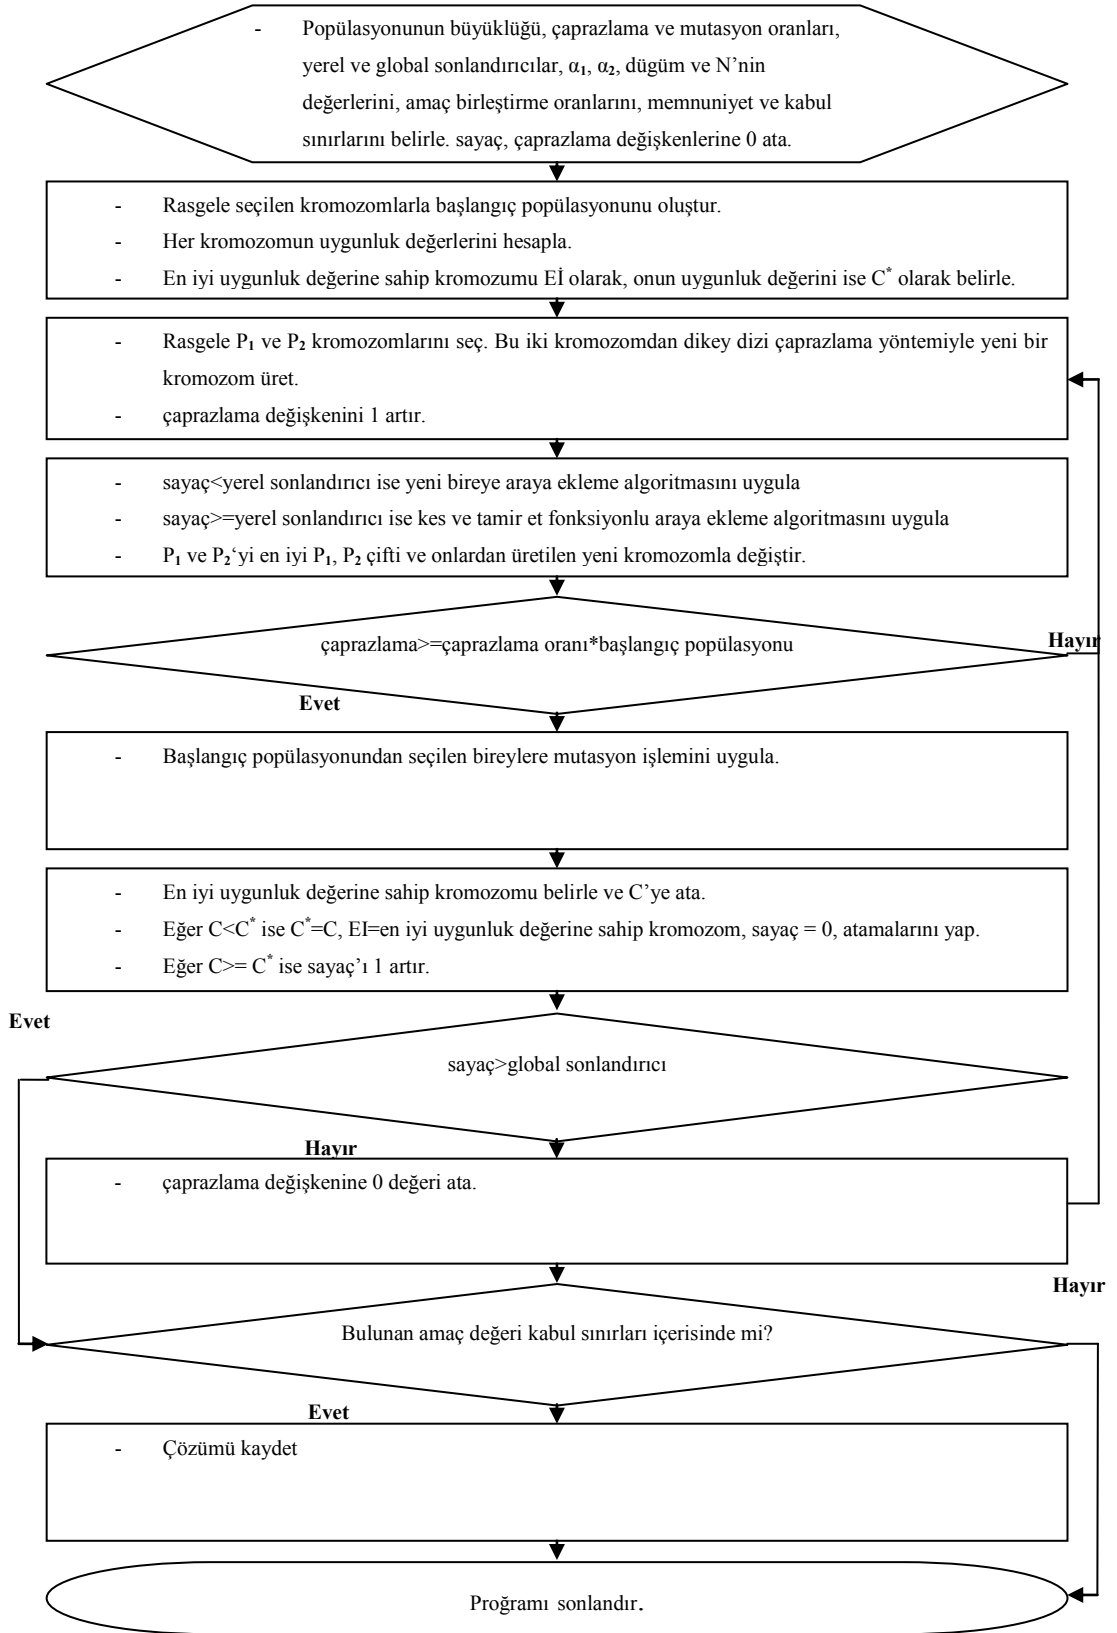 - Popülasyonunun büyüklüğü, çaprazlama ve mutasyon oranları,
yerel ve global sonlandırıcılar, α₁, α₂, düğüm ve N’nin
değerlerini, amaç birleştirme oranlarını, memnuniyet ve kabul
sınırlarını belirle. sayaç, çaprazlama değişkenlerine 0 ata.
- Rasgele seçilen kromozomlarla başlangıç popülasyonunu oluştur.
- Her kromozomun uygunluk değerlerini hesapla.
- En iyi uygunluk değerine sahip kromozumu Eİ olarak, onun uygunluk değerini ise C* olarak belirle.
- Rasgele P₁ ve P₂ kromozomlarını seç. Bu iki kromozomdan dikey dizi çaprazlama yöntemiyle yeni bir
kromozom üret.
- çaprazlama değişkenini 1 artır.
- sayaç<yerel sonlandırıcı ise yeni bireye araya ekleme algoritmasını uygula
- sayaç>=yerel sonlandırıcı ise kes ve tamir et fonksiyonlu araya ekleme algoritmasını uygula
- P₁ ve P₂‘yi en iyi P₁, P₂ çifti ve onlardan üretilen yeni kromozomla değiştir.
çaprazlama>=çaprazlama oranı*başlangıç popülasyonu
Hayır
Evet
- Başlangıç popülasyonundan seçilen bireylere mutasyon işlemini uygula.
- En iyi uygunluk değerine sahip kromozomu belirle ve C’ye ata.
- Eğer C<C* ise C*=C, EI=en iyi uygunluk değerine sahip kromozom, sayaç = 0, atamalarını yap.
- Eğer C>= C* ise sayaç’ı 1 artır.
Evet
sayaç>global sonlandırıcı
Hayır
- çaprazlama değişkenine 0 değeri ata.
Hayır
Bulunan amaç değeri kabul sınırları içerisinde mi?
Evet
- Çözümü kaydet
Proğramı sonlandır.